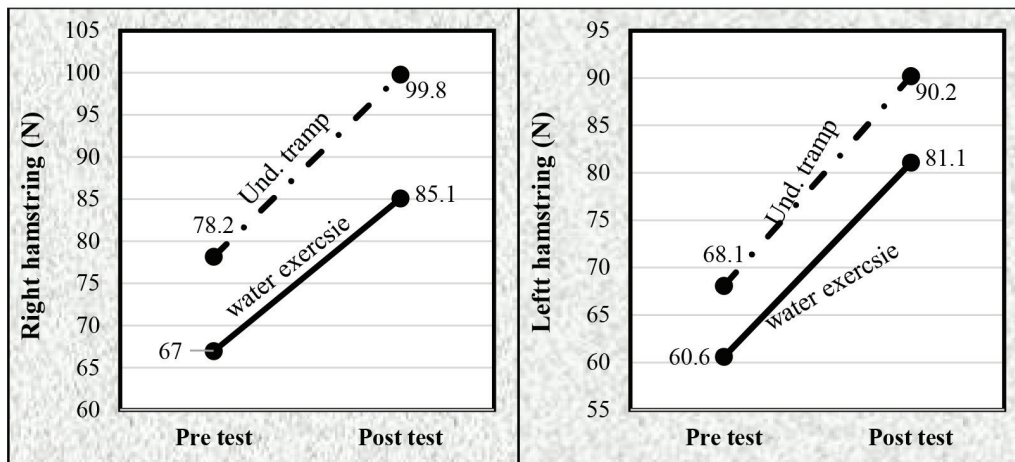 Right hamstring (N)
105
100
95
90
85
80
75
70
65
60
99.8
Und. tramp
78.2
85.1
water exercsie
67
Pre test
Post test
Leftt hamstring (N)
95
90
85
80
75
70
65
60
55
90.2
Und. tramp
81.1
68.1
water exercsie
60.6
Pre test
Post test